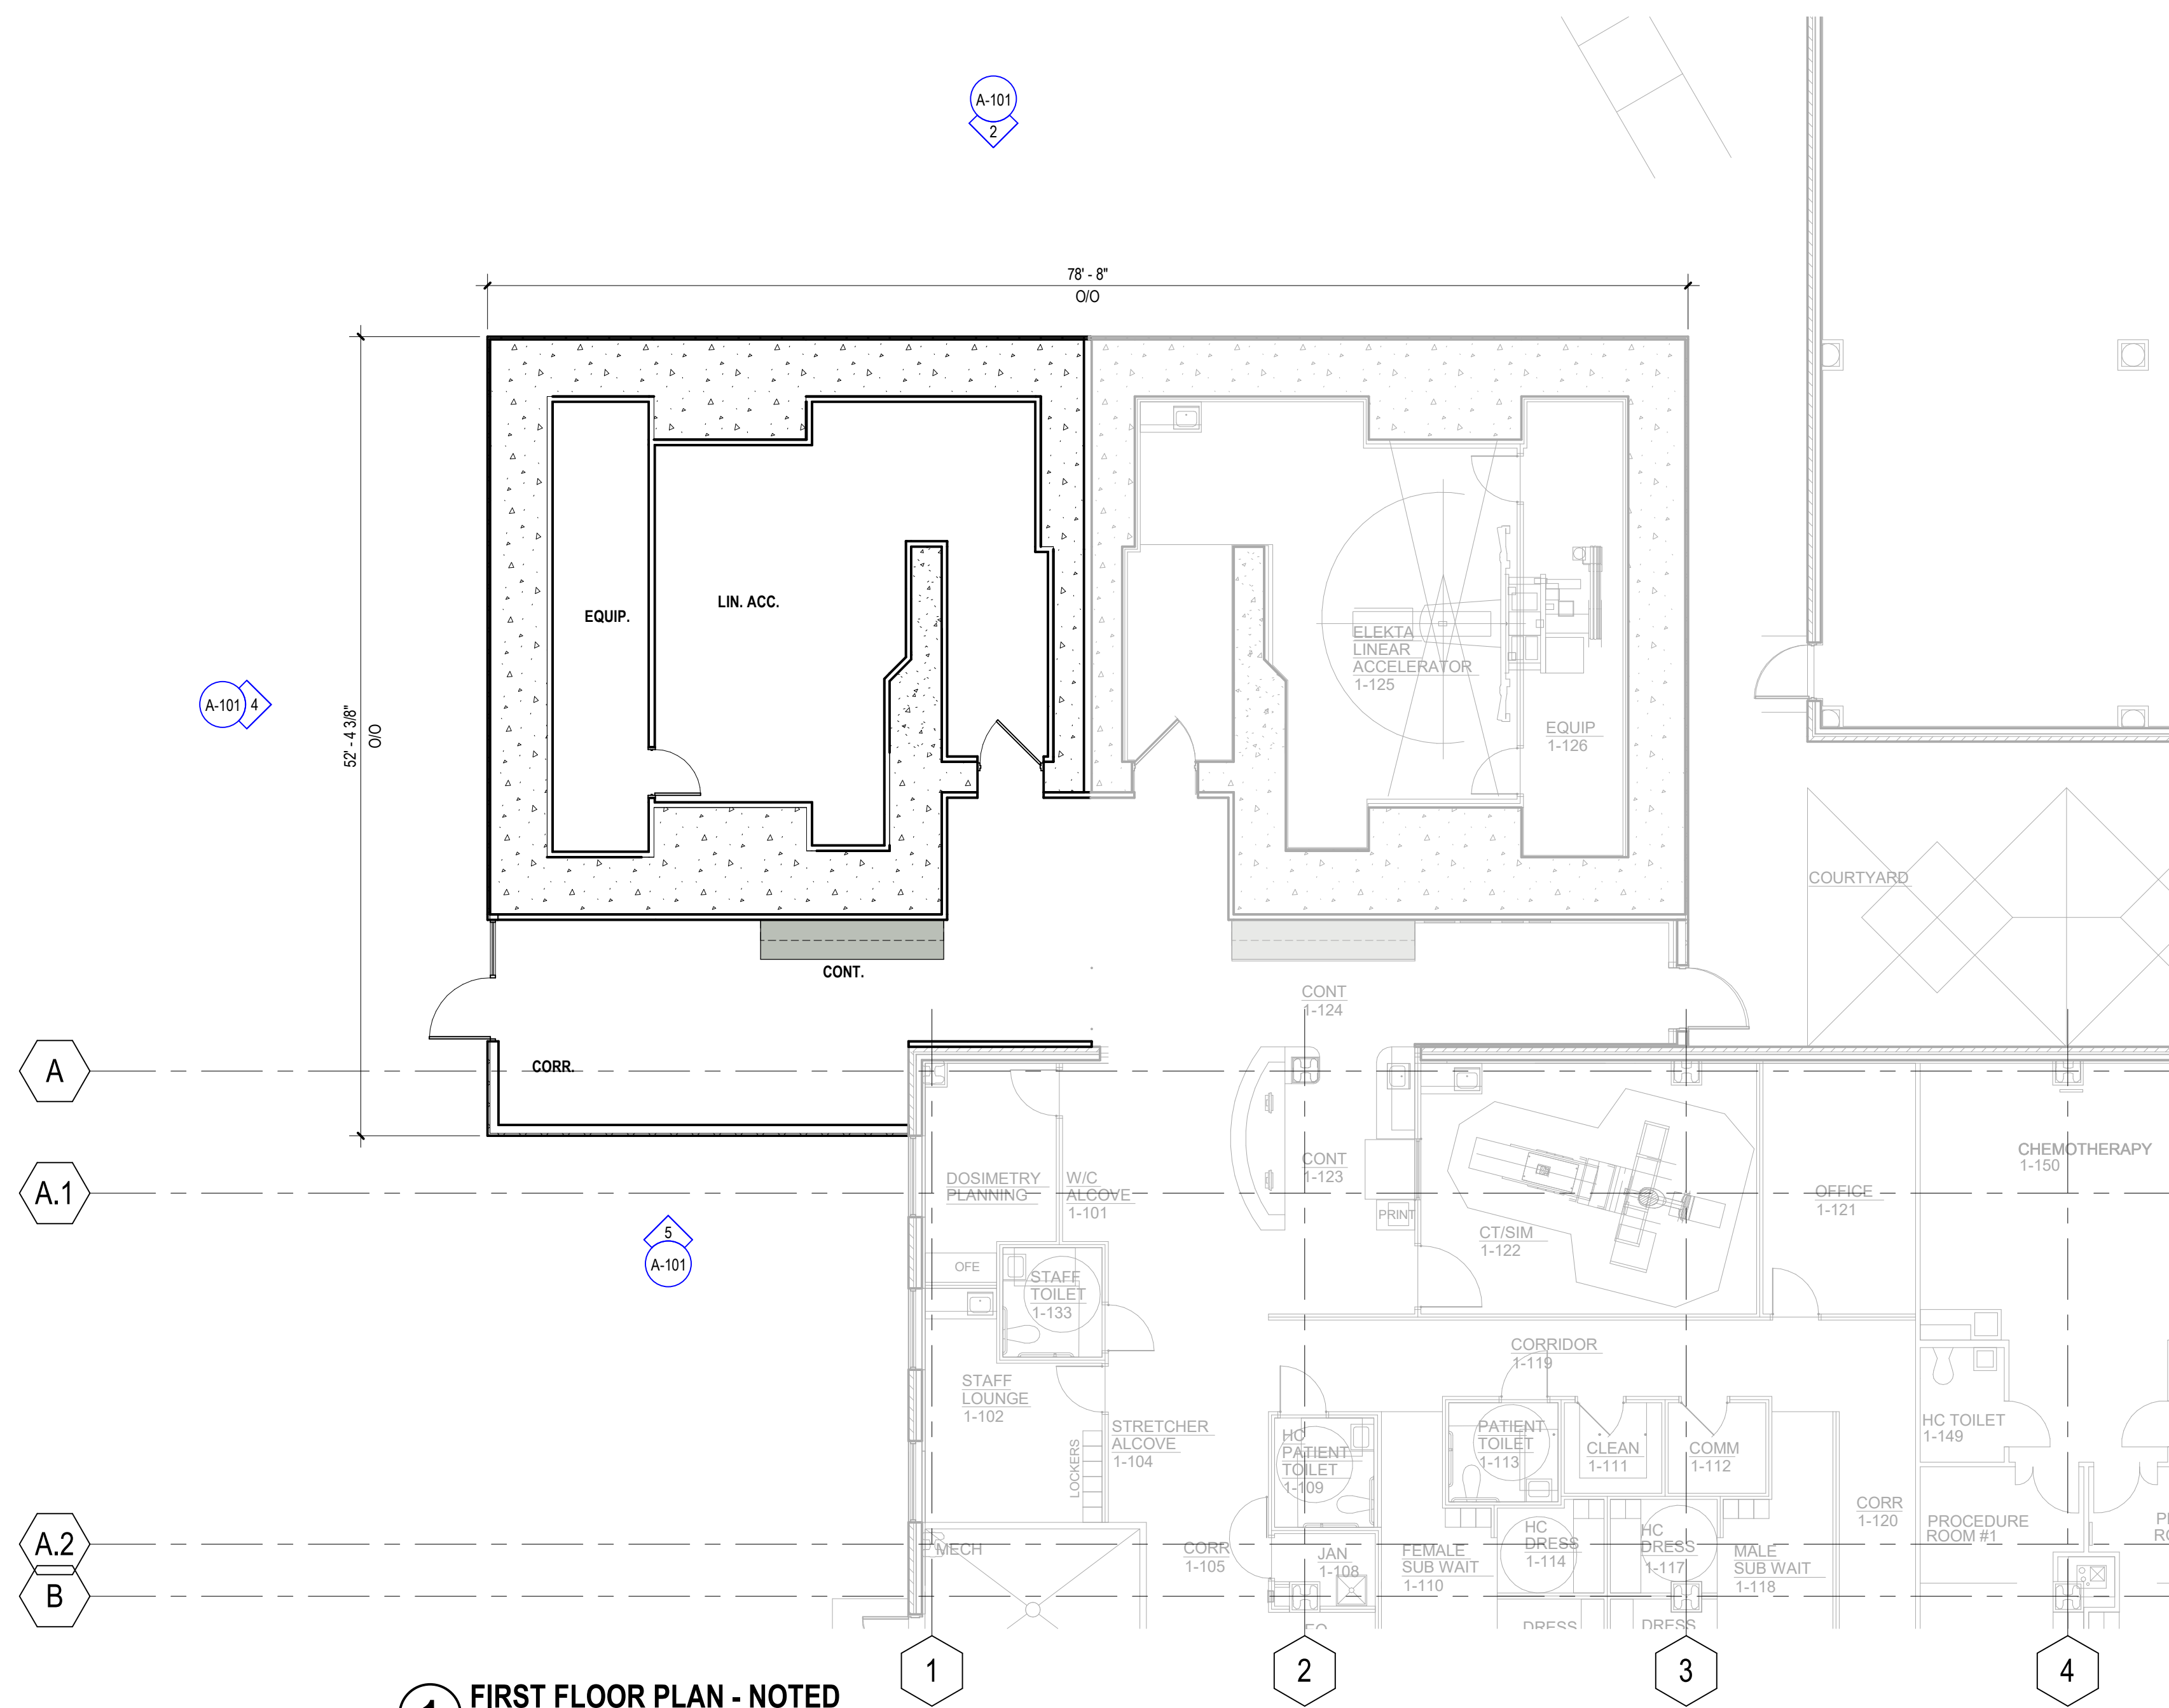 A-101
2
78' - 8"
O/O
52' - 4 3/8"
O/O
A-101
4
EQUIP.
LIN. ACC.
ELEKTA
LINEAR
ACCELERATOR
1-125
EQUIP
1-126
COURTYARD
CONT.
CONT
1-124
A
CORR.
CHEMOTHERAPY
1-150
DOSIMETRY
PLANNING
W/C
ALCOVE
1-101
CONT
1-123
PRINT
CT/SIM
1-122
OFFICE
1-121
A.1
5
A-101
OFE
STAFF
TOILET
1-133
CORRIDOR
1-119
STAFF
LOUNGE
1-102
LOCKERS
STRETCHER
ALCOVE
1-104
HC
PATIENT
TOILET
1-109
PATIENT
TOILET
1-113
CLEAN
1-111
COMM
1-112
HC TOILET
1-149
CORR
1-120
PROCEDURE
ROOM #1
A.2
MECH
CORR
1-105
JAN
1-108
FEMALE
SUB WAIT
1-110
HC
DRESS
1-114
HC
DRESS
1-117
MALE
SUB WAIT
1-118
B
DRESS
DRESS
1
2
3
4
1
FIRST FLOOR PLAN - NOTED